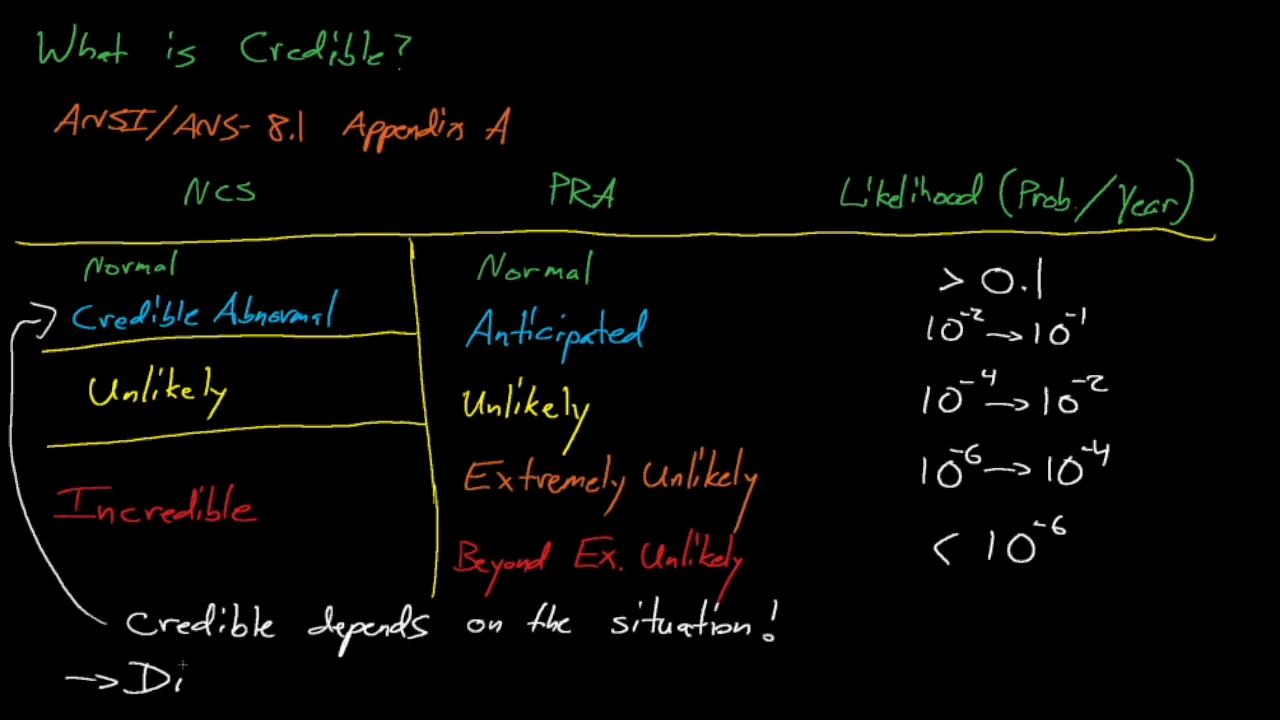 What is Credible?
ANSI/ANS-8.1 Appendix A
NCS PRA Likelihood (Prob./Year)
Normal Normal > 0.1
Credible Abnormal Anticipated 10⁻² → 10⁻¹
Unlikely Unlikely 10⁻⁴ → 10⁻²
Extremely Unlikely 10⁻⁶ → 10⁻⁴
Incredible
Beyond Ex. Unlikely < 10⁻⁶
Credible depends on the situation!
→ Di